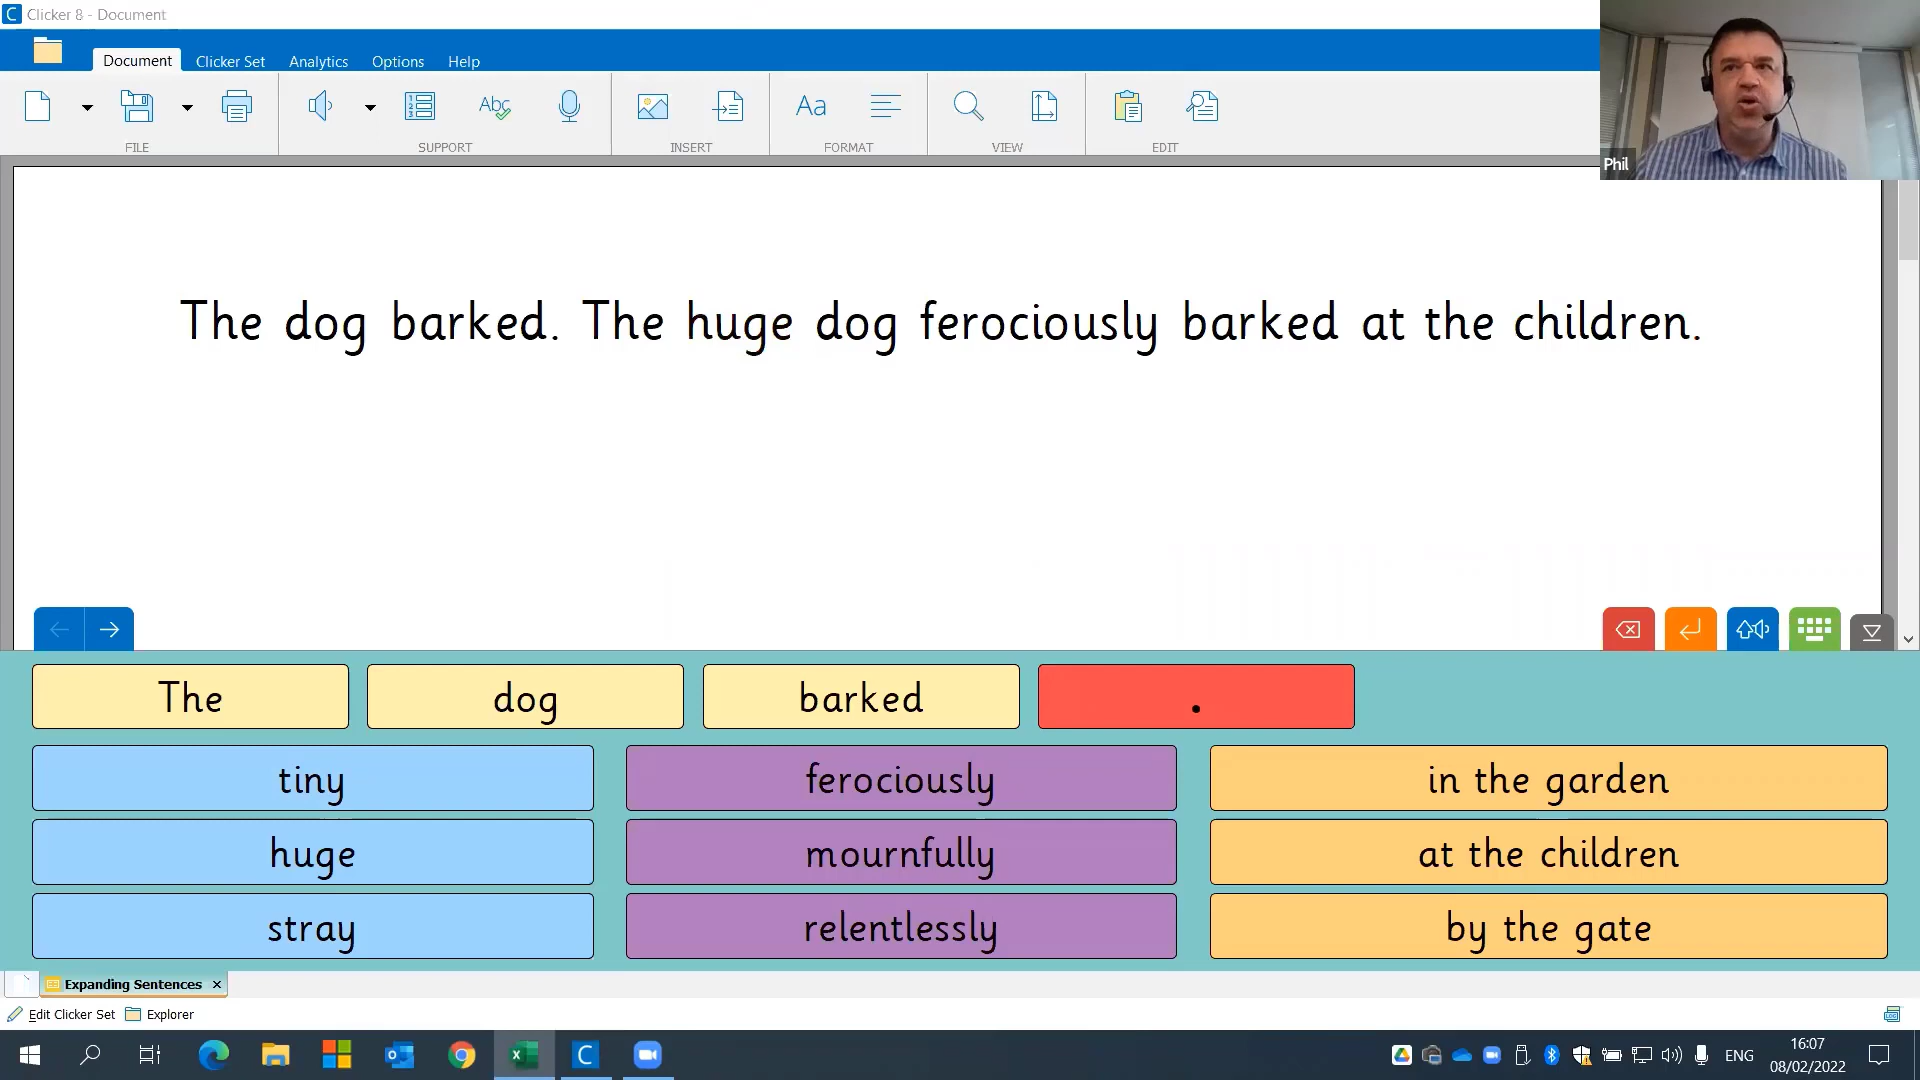 Clicker 8 - Document
Document Clicker Set Analytics Options Help
Abc Aa
FILE SUPPORT INSERT FORMAT VIEW EDIT
Phil
The dog barked. The huge dog ferociously barked at the children.
The dog barked .
tiny ferociously in the garden
huge mournfully at the children
stray relentlessly by the gate
Expanding Sentences ×
Edit Clicker Set Explorer
ENG 16:07
08/02/2022